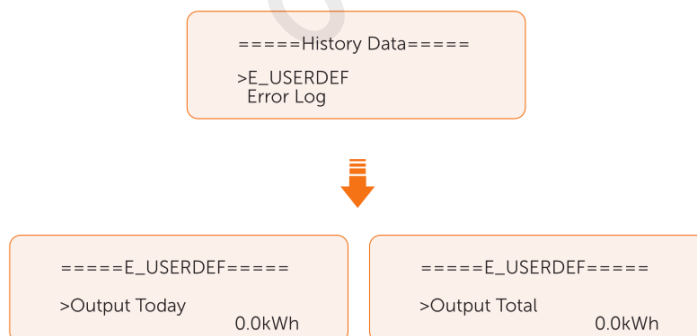 =====History Data=====
>E_USERDEF
Error Log
=====E_USERDEF=====
>Output Today
0.0kWh
=====E_USERDEF=====
>Output Total
0.0kWh